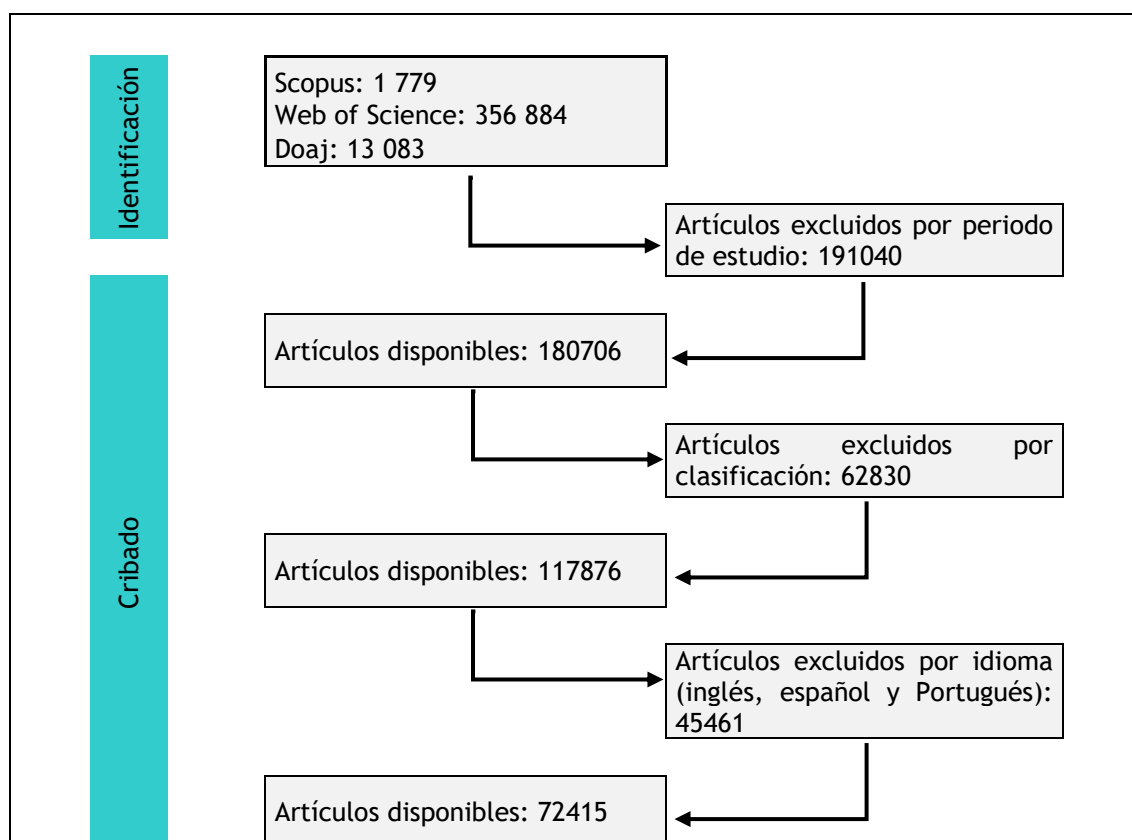 Identificación
Scopus: 1 779
Web of Science: 356 884
Doaj: 13 083
Artículos excluidos por periodo
de estudio: 191040
Cribado
Artículos disponibles: 180706
Artículos excluidos por
clasificación: 62830
Artículos disponibles: 117876
Artículos excluidos por idioma
(inglés, español y Portugués):
45461
Artículos disponibles: 72415